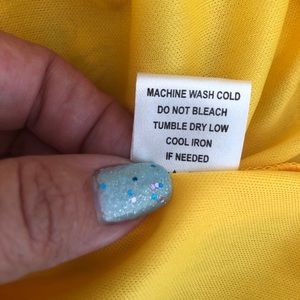 MACHINE WASH COLD
DO NOT BLEACH
TUMBLE DRY LOW
COOL IRON
IF NEEDED